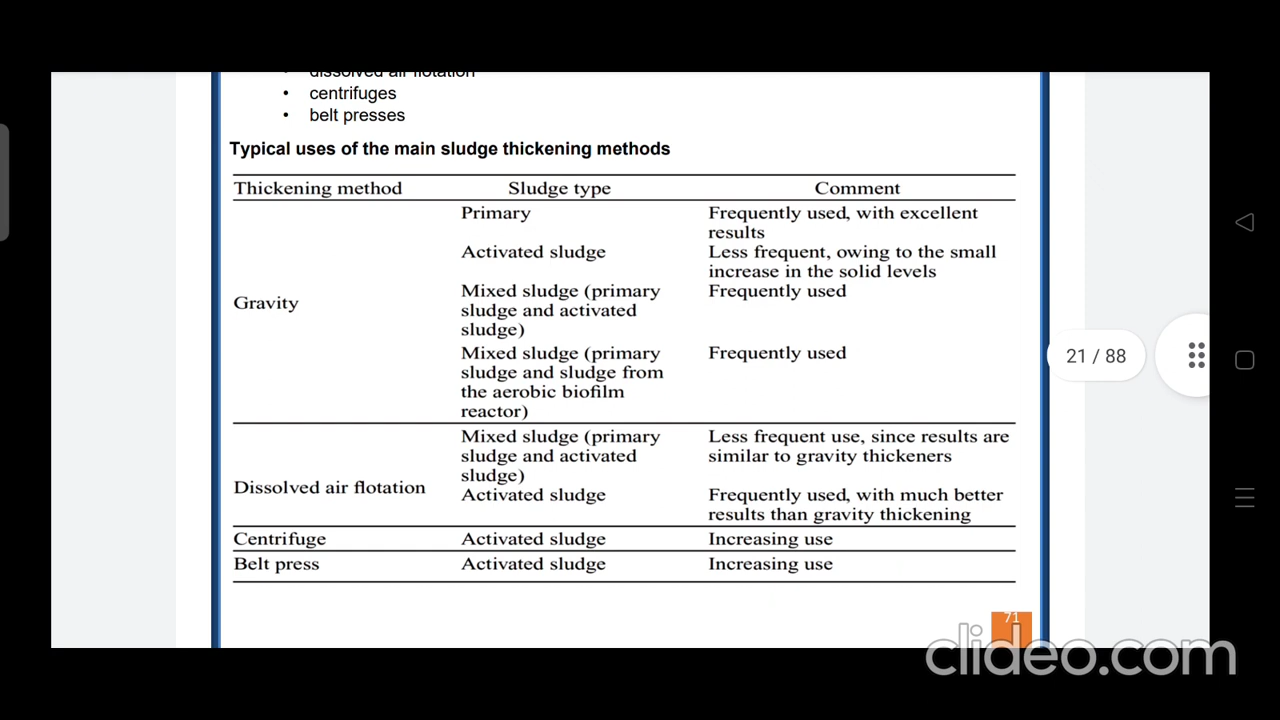 dissolved air flotation
• centrifuges
• belt presses
Typical uses of the main sludge thickening methods
Thickening method Sludge type Comment
Primary Frequently used, with excellent
results
Activated sludge Less frequent, owing to the small
increase in the solid levels
Gravity
Mixed sludge (primary Frequently used
sludge and activated
sludge)
Mixed sludge (primary Frequently used
sludge and sludge from
the aerobic biofilm
reactor)
Mixed sludge (primary Less frequent use, since results are
sludge and activated similar to gravity thickeners
sludge)
Dissolved air flotation
Activated sludge Frequently used, with much better
results than gravity thickening
Centrifuge Activated sludge Increasing use
Belt press Activated sludge Increasing use
21 / 88
71
clideo.com